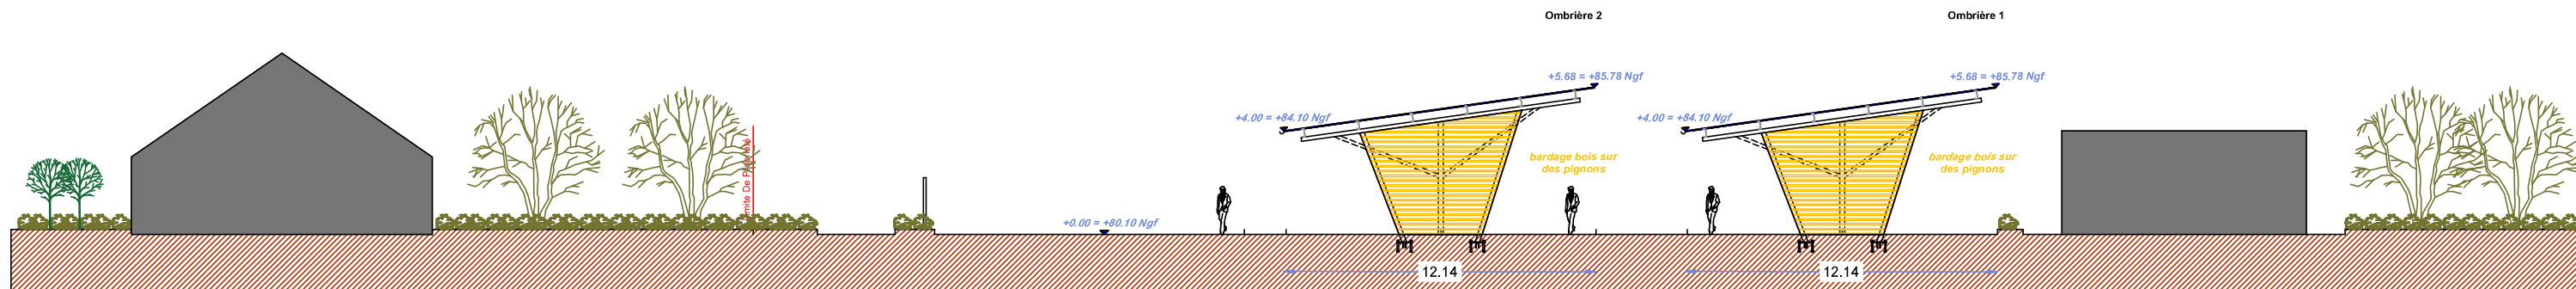 Ombrière 2
Ombrière 1
+5.68 = +85.78 Ngf
+5.68 = +85.78 Ngf
+4.00 = +84.10 Ngf
+4.00 = +84.10 Ngf
bardage bois sur
des pignons
bardage bois sur
des pignons
De
+0.00 = +80.10 Ngf
12.14
12.14